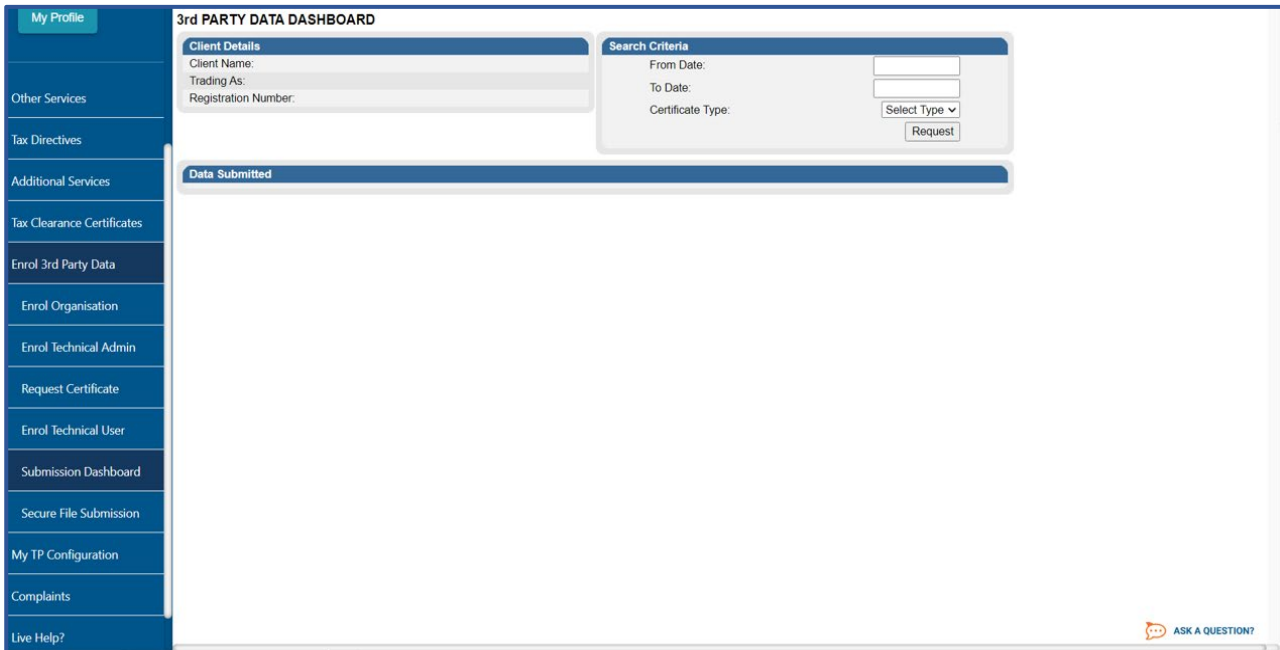 My Profile
Other Services
Tax Directives
Additional Services
Tax Clearance Certificates
Enrol 3rd Party Data
Enrol Organisation
Enrol Technical Admin
Request Certificate
Enrol Technical User
Submission Dashboard
Secure File Submission
My TP Configuration
Complaints
Live Help?
3rd PARTY DATA DASHBOARD
Client Details
Client Name:
Trading As:
Registration Number:
Search Criteria
From Date:
To Date:
Certificate Type: Select Type
Request
Data Submitted
ASK A QUESTION?